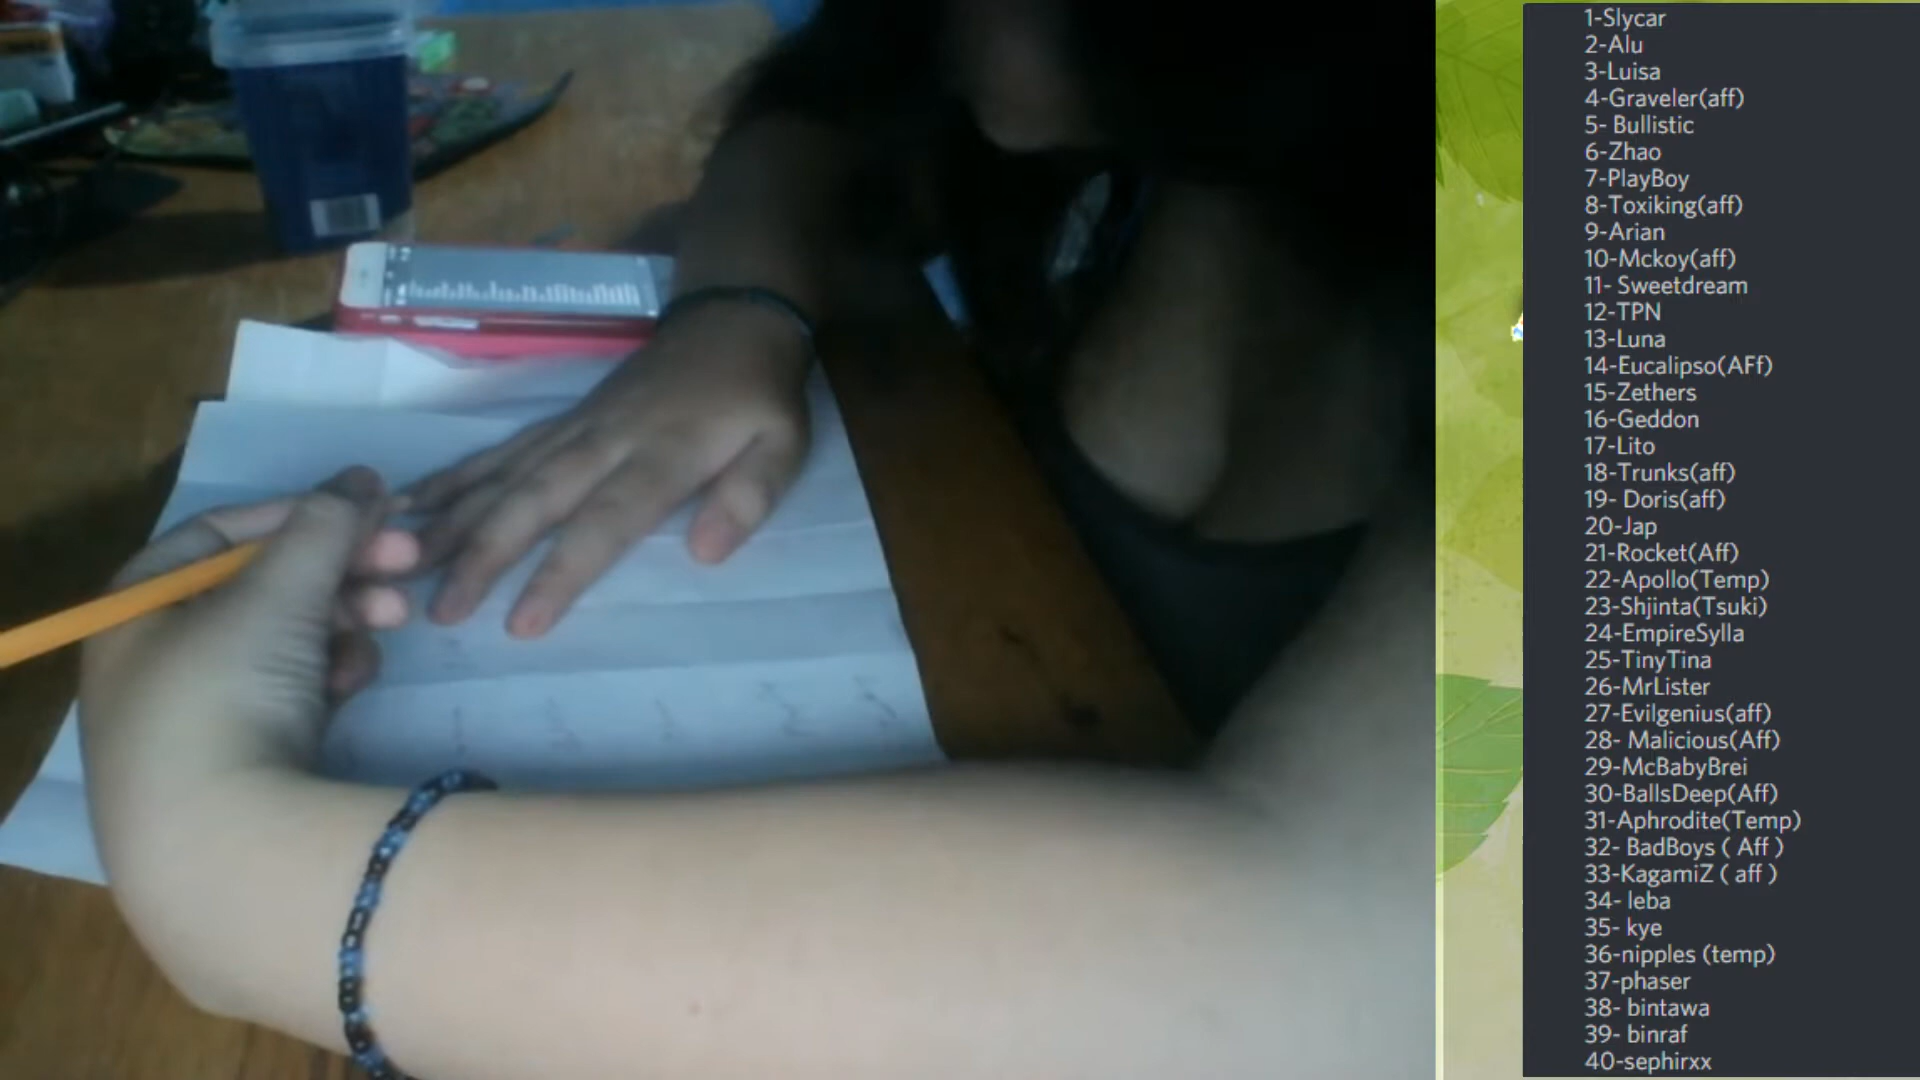 1-Slycar
2-Alu
3-Luisa
4-Graveler(aff)
5- Bullistic
6-Zhao
7-PlayBoy
8-Toxiking(aff)
9-Arian
10-Mckoy(aff)
11- Sweetdream
12-TPN
13-Luna
14-Eucalipso(AFf)
15-Zethers
16-Geddon
17-Lito
18-Trunks(aff)
19- Doris(aff)
20-Jap
21-Rocket(Aff)
22-Apollo(Temp)
23-Shjinta(Tsuki)
24-EmpireSylla
25-TinyTina
26-MrLister
27-Evilgenius(aff)
28- Malicious(Aff)
29-McBabyBrei
30-BallsDeep(Aff)
31-Aphrodite(Temp)
32- BadBoys ( Aff )
33-KagamiZ ( aff )
34- leba
35- kye
36-nipples (temp)
37-phaser
38- bintawa
39- binraf
40-sephirxx